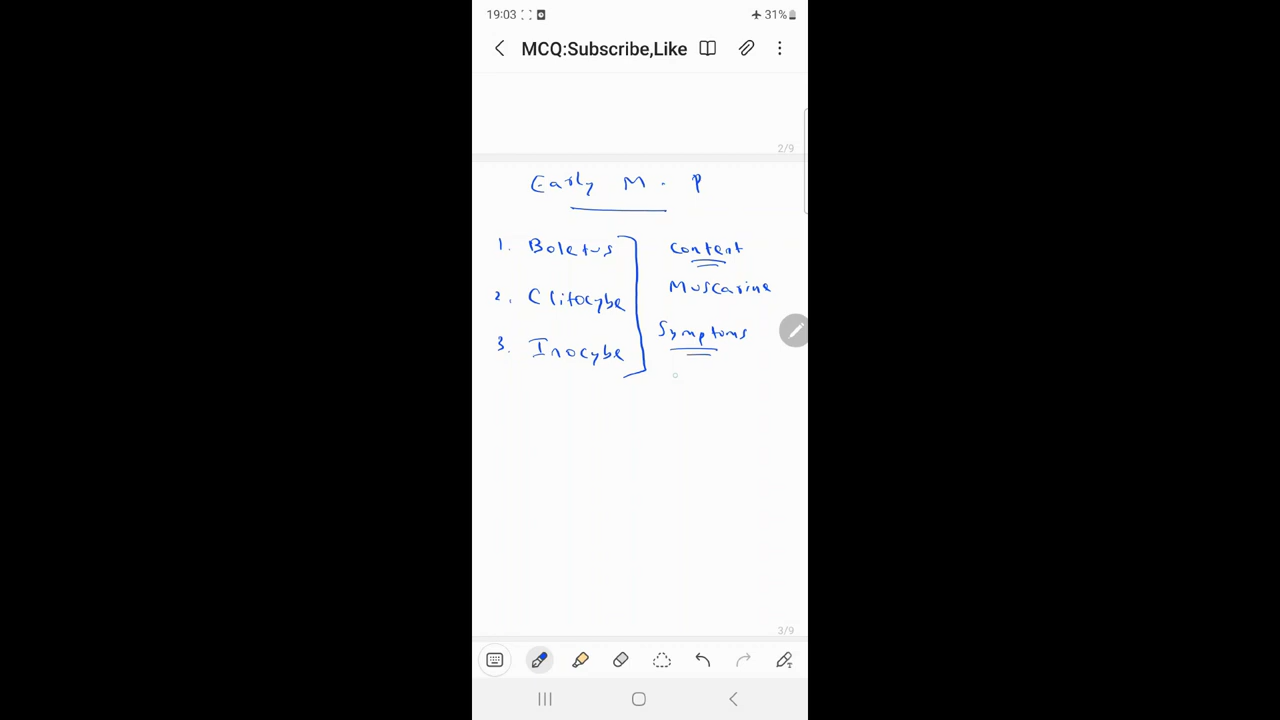 19:03 31%
MCQ:Subscribe,Like
2/9
Early M. P
1. Boletus
2. Clitocybe
3. Inocybe
Content
Muscarine
Symptoms
3/9